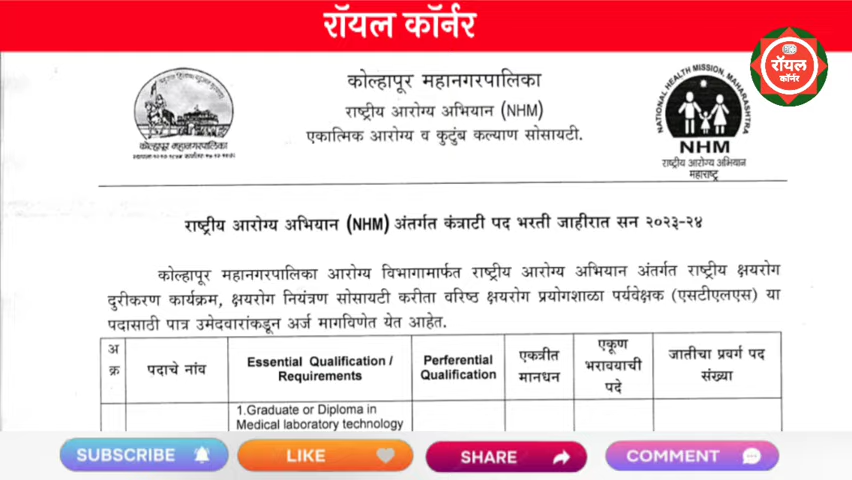 रॉयल कॉर्नर
रॉयल
कॉर्नर
कोल्हापूर महानगरपालिका
राष्ट्रीय आरोग्य अभियान (NHM)
एकात्मिक आरोग्य व कुटुंब कल्याण सोसायटी.
कोल्हापूर महानगरपालिका
NATIONAL HEALTH MISSION, MAHARASHTRA
NHM
राष्ट्रीय आरोग्य अभियान
महाराष्ट्र
राष्ट्रीय आरोग्य अभियान (NHM) अंतर्गत कंत्राटी पद भरती जाहीरात सन २०२३-२४
कोल्हापूर महानगरपालिका आरोग्य विभागामार्फत राष्ट्रीय आरोग्य अभियान अंतर्गत राष्ट्रीय क्षयरोग
दुरीकरण कार्यक्रम, क्षयरोग नियंत्रण सोसायटी करीता वरिष्ठ क्षयरोग प्रयोगशाळा पर्यवेक्षक (एसटीएलएस) या
पदासाठी पात्र उमेदवारांकडून अर्ज मागविणेत येत आहेत.
अ क्र
पदाचे नांव
Essential Qualification /
Requirements
Perferential
Qualification
एकत्रीत
मानधन
एकूण
भरावयाची
पदे
जातीचा प्रवर्ग पद
संख्या
1.Graduate or Diploma in
Medical laboratory technology
SUBSCRIBE
LIKE
SHARE
COMMENT